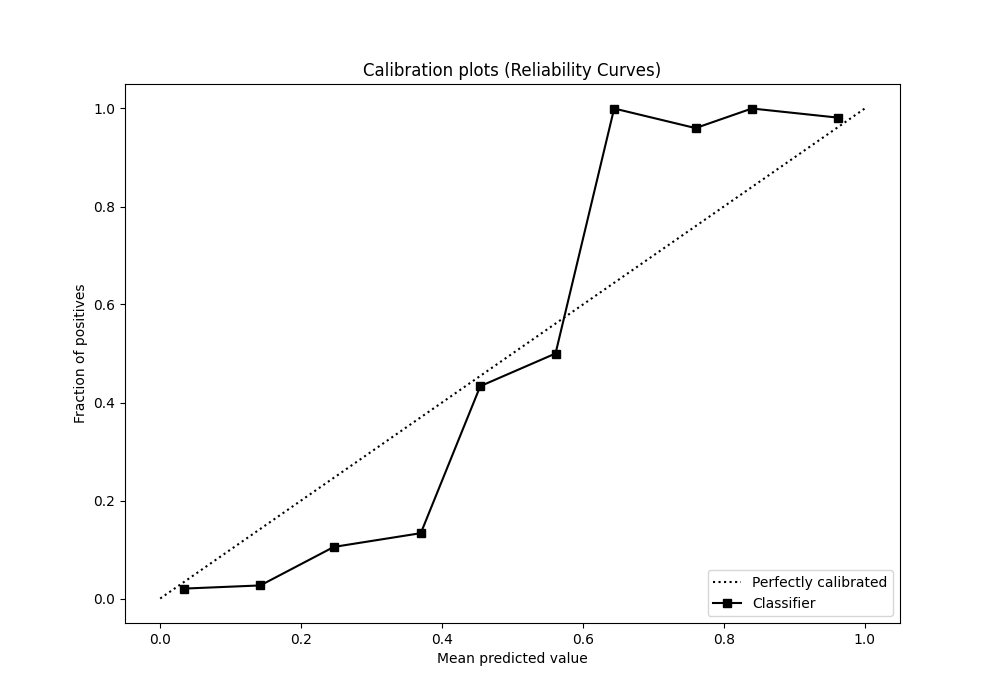 Calibration plots (Reliability Curves)
1.0
0.8
0.6
0.4
0.2
0.0
Fraction of positives
0.0 0.2 0.4 0.6 0.8 1.0
Mean predicted value
Perfectly calibrated
Classifier